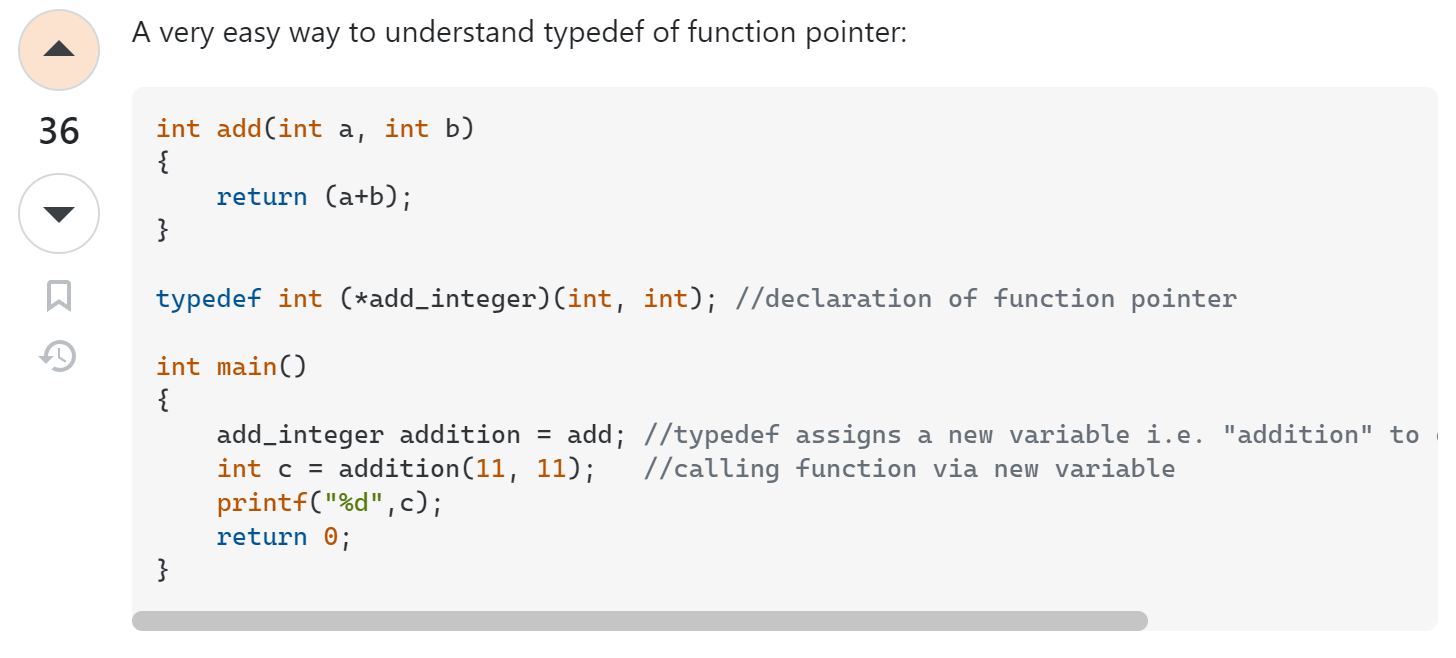 A very easy way to understand typedef of function pointer:
36
int add(int a, int b)
{
    return (a+b);
}
typedef int (*add_integer)(int, int); //declaration of function pointer
int main()
{
    add_integer addition = add; //typedef assigns a new variable i.e. "addition" to
    int c = addition(11, 11);   //calling function via new variable
    printf("%d",c);
    return 0;
}